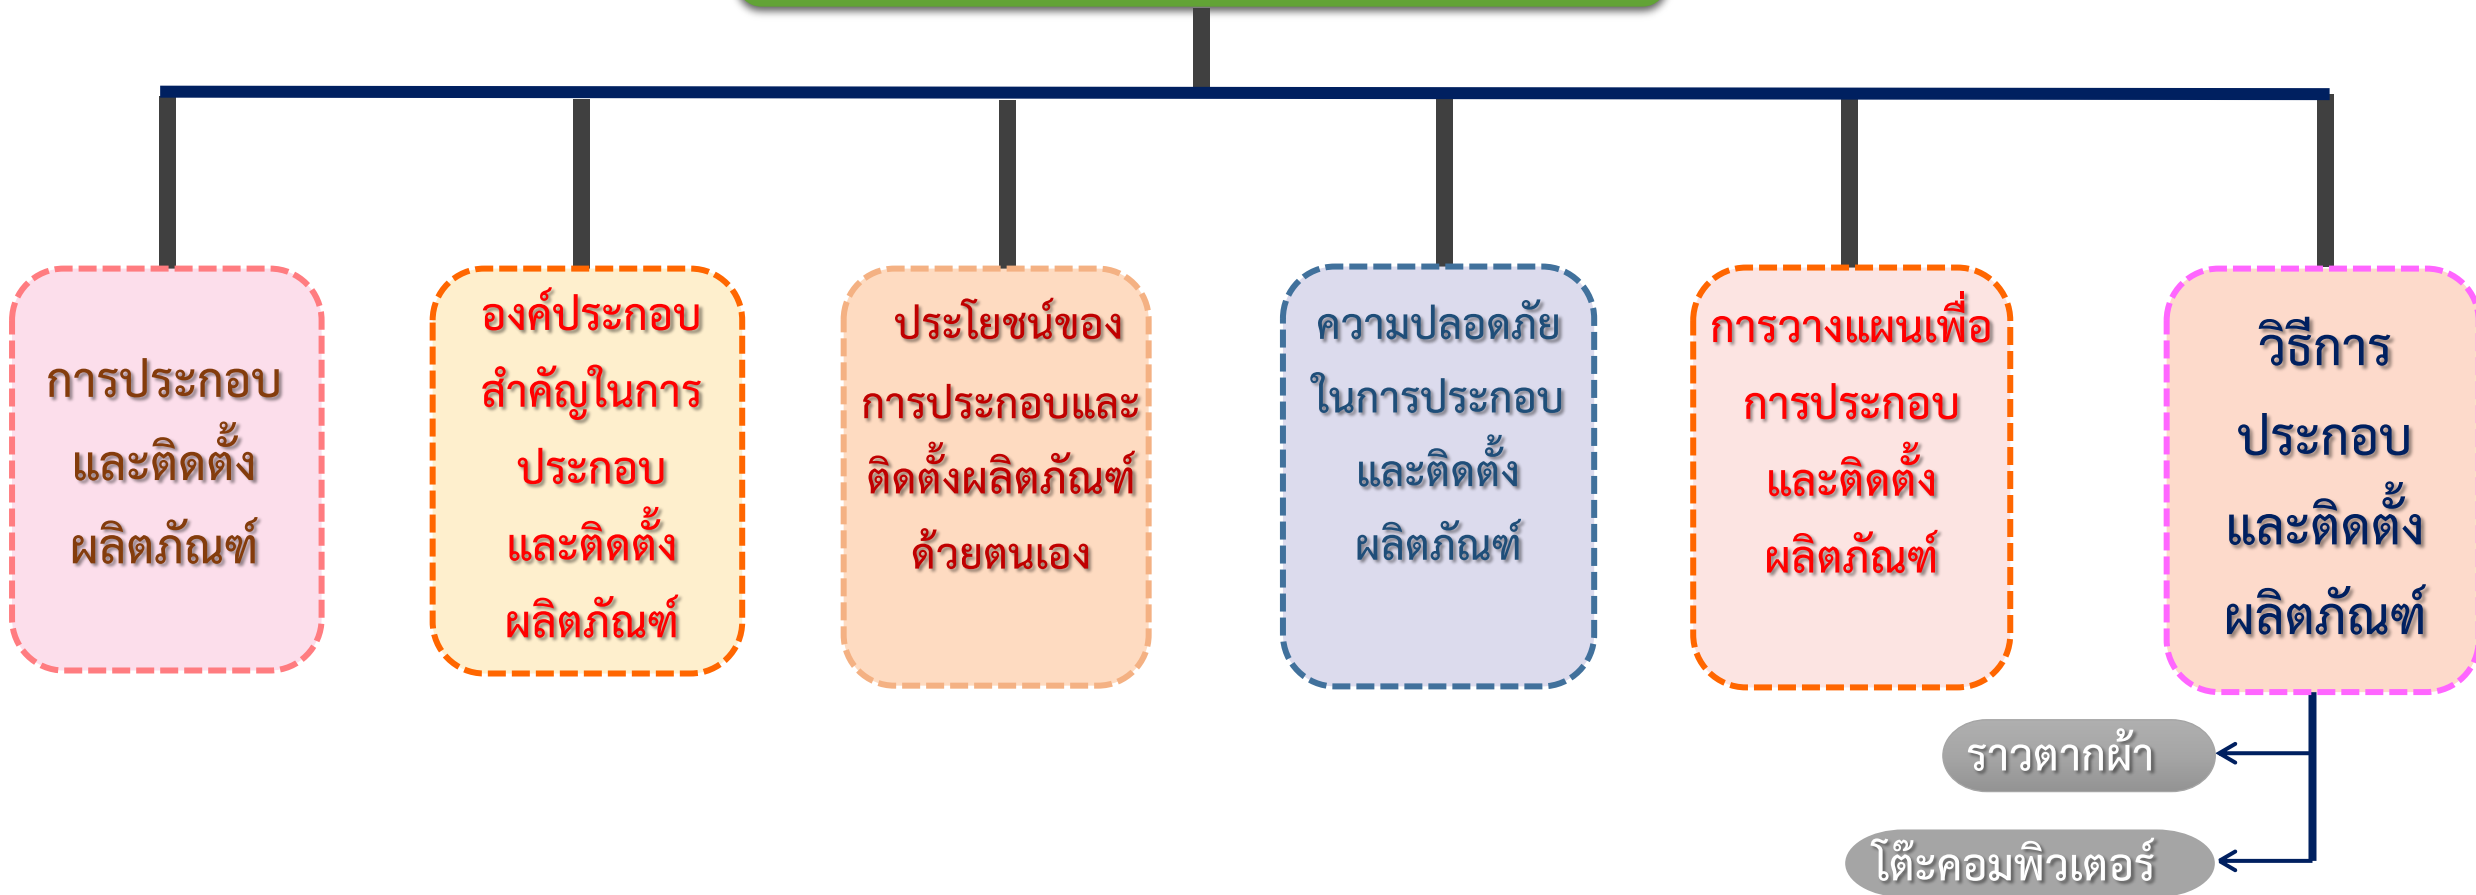 การประกอบ
และติดตั้ง
ผลิตภัณฑ์
องค์ประกอบ
สำคัญในการ
ประกอบ
และติดตั้ง
ผลิตภัณฑ์
ประโยชน์ของ
การประกอบและ
ติดตั้งผลิตภัณฑ์
ด้วยตนเอง
ความปลอดภัย
ในการประกอบ
และติดตั้ง
ผลิตภัณฑ์
การวางแผนเพื่อ
การประกอบ
และติดตั้ง
ผลิตภัณฑ์
วิธีการ
ประกอบ
และติดตั้ง
ผลิตภัณฑ์
ราวตากผ้า
โต๊ะคอมพิวเตอร์